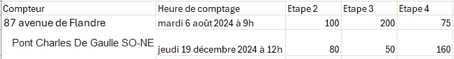 Compteur Heure de comptage Etape 2 Etape 3 Etape 4
87 avenue de Flandre mardi 6 août 2024 à 9h 100 200 75
Pont Charles De Gaulle SO-NE jeudi 19 décembre 2024 à 12h 80 50 160